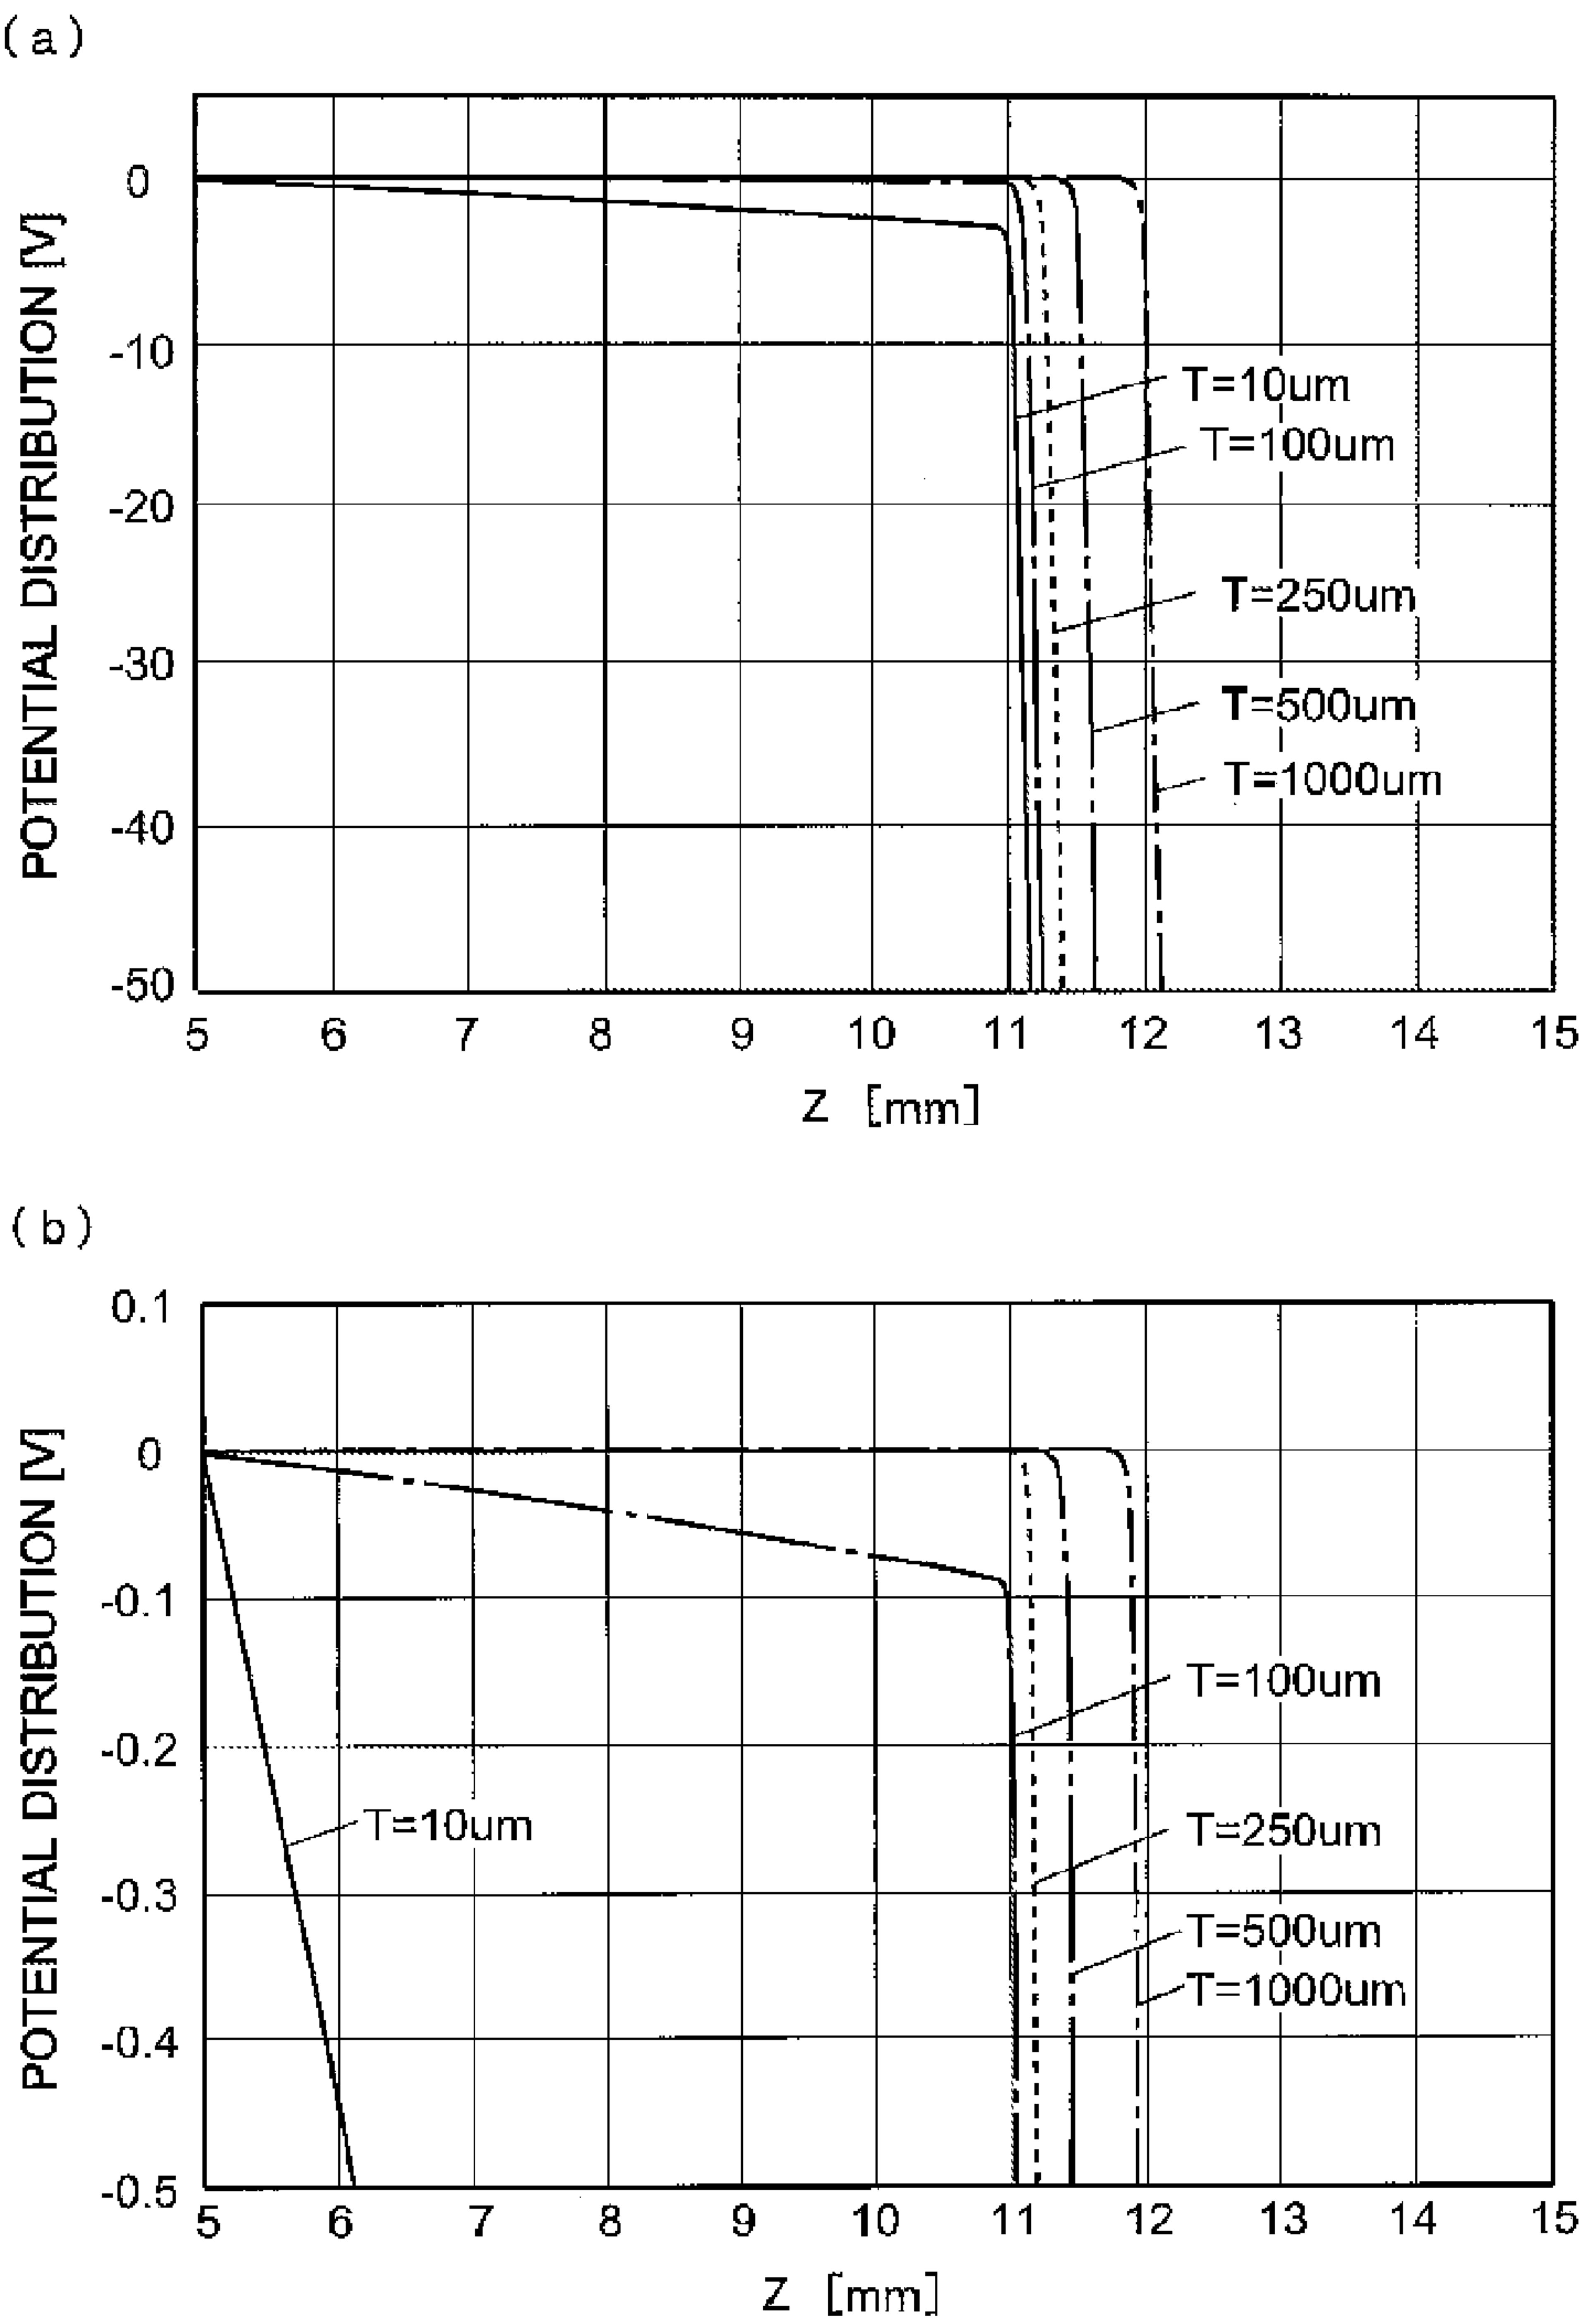 (a)
POTENTIAL DISTRIBUTION [V]
0
-10
-20
-30
-40
-50
T=10um
T=100um
T=250um
T=500um
T=1000um
5 6 7 8 9 10 11 12 13 14 15
Z [mm]
(b)
POTENTIAL DISTRIBUTION [V]
0.1
0
-0.1
-0.2
-0.3
-0.4
-0.5
T=10um
T=100um
T=250um
T=500um
T=1000um
5 6 7 8 9 10 11 12 13 14 15
Z [mm]